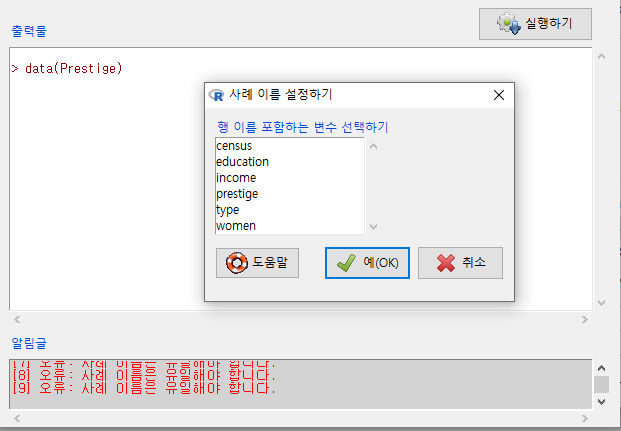 실행하기
출력물
> data(Prestige)
사례 이름 설정하기
행 이름 포함하는 변수 선택하기
census
education
income
prestige
type
women
도움말
예(OK)
취소
알림글
[7] 오류: 사례 이름은 유일해야 합니다.
[8] 오류: 사례 이름은 유일해야 합니다.
[9] 오류: 사례 이름은 유일해야 합니다.